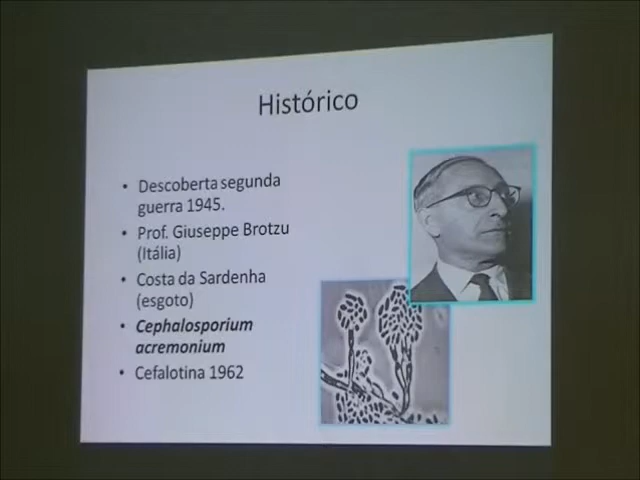 Histórico
• Descoberta segunda
guerra 1945.
• Prof. Giuseppe Brotzu
(Itália)
• Costa da Sardenha
(esgoto)
• Cephalosporium
acremonium
• Cefalotina 1962